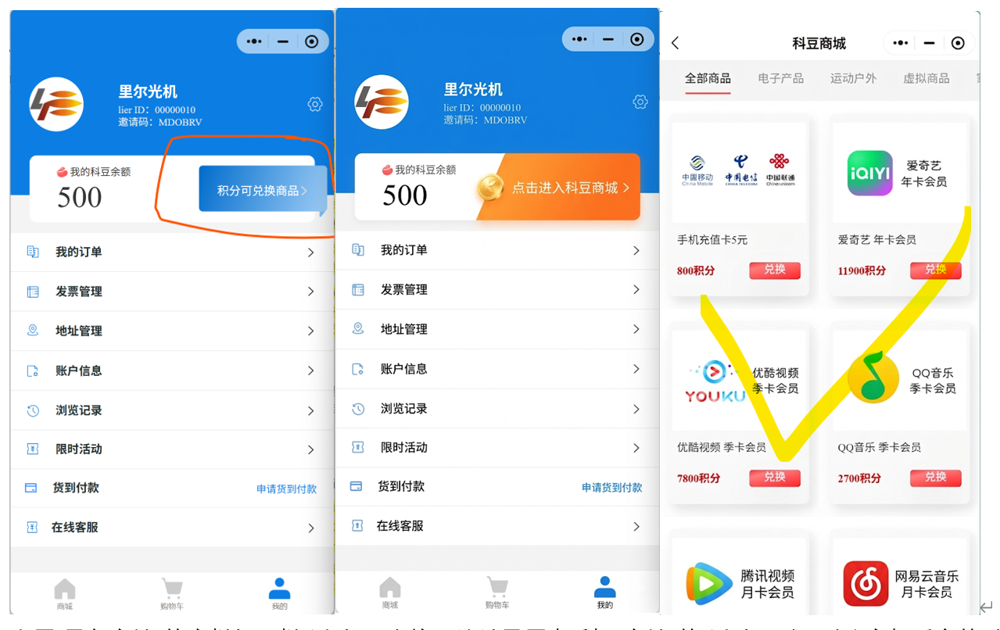 里尔光机
lier ID：00000010
邀请码：MDOBRV
我的科豆余额
500
积分可兑换商品
我的订单
发票管理
地址管理
账户信息
浏览记录
限时活动
货到付款
申请货到付款
在线客服
商城
购物车
我的
里尔光机
lier ID：00000010
邀请码：MDOBRV
我的科豆余额
500
点击进入科豆商城
我的订单
发票管理
地址管理
账户信息
浏览记录
限时活动
货到付款
申请货到付款
在线客服
商城
购物车
我的
科豆商城
全部商品
电子产品
运动户外
虚拟商品
中国移动
China Mobile
中国电信
CHINA TELECOM
中国联通
China unicom
手机充值卡5元
800积分
兑换
iQIYI
爱奇艺
年卡会员
爱奇艺 年卡会员
11900积分
兑换
YOUKU
优酷视频
季卡会员
优酷视频 季卡会员
7800积分
兑换
QQ音乐
季卡会员
QQ音乐 季卡会员
2700积分
兑换
腾讯视频
月卡会员
网易云音乐
月卡会员